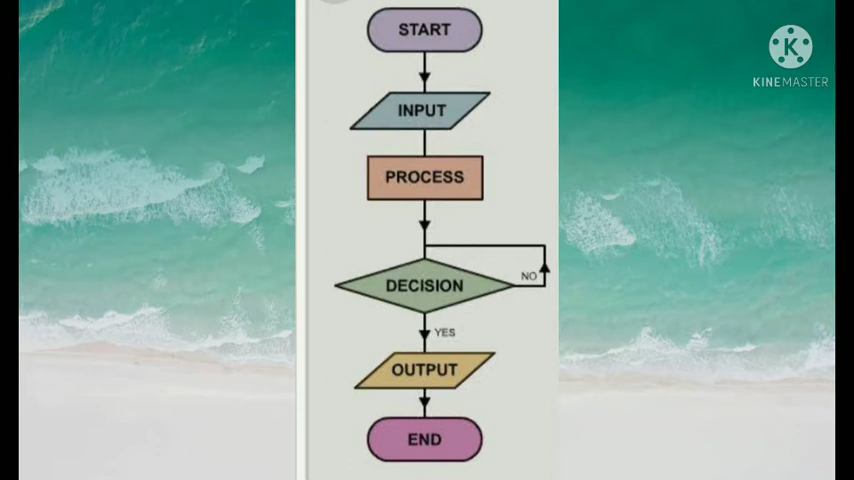 START
KINEMASTER
INPUT
PROCESS
NO
DECISION
YES
OUTPUT
END